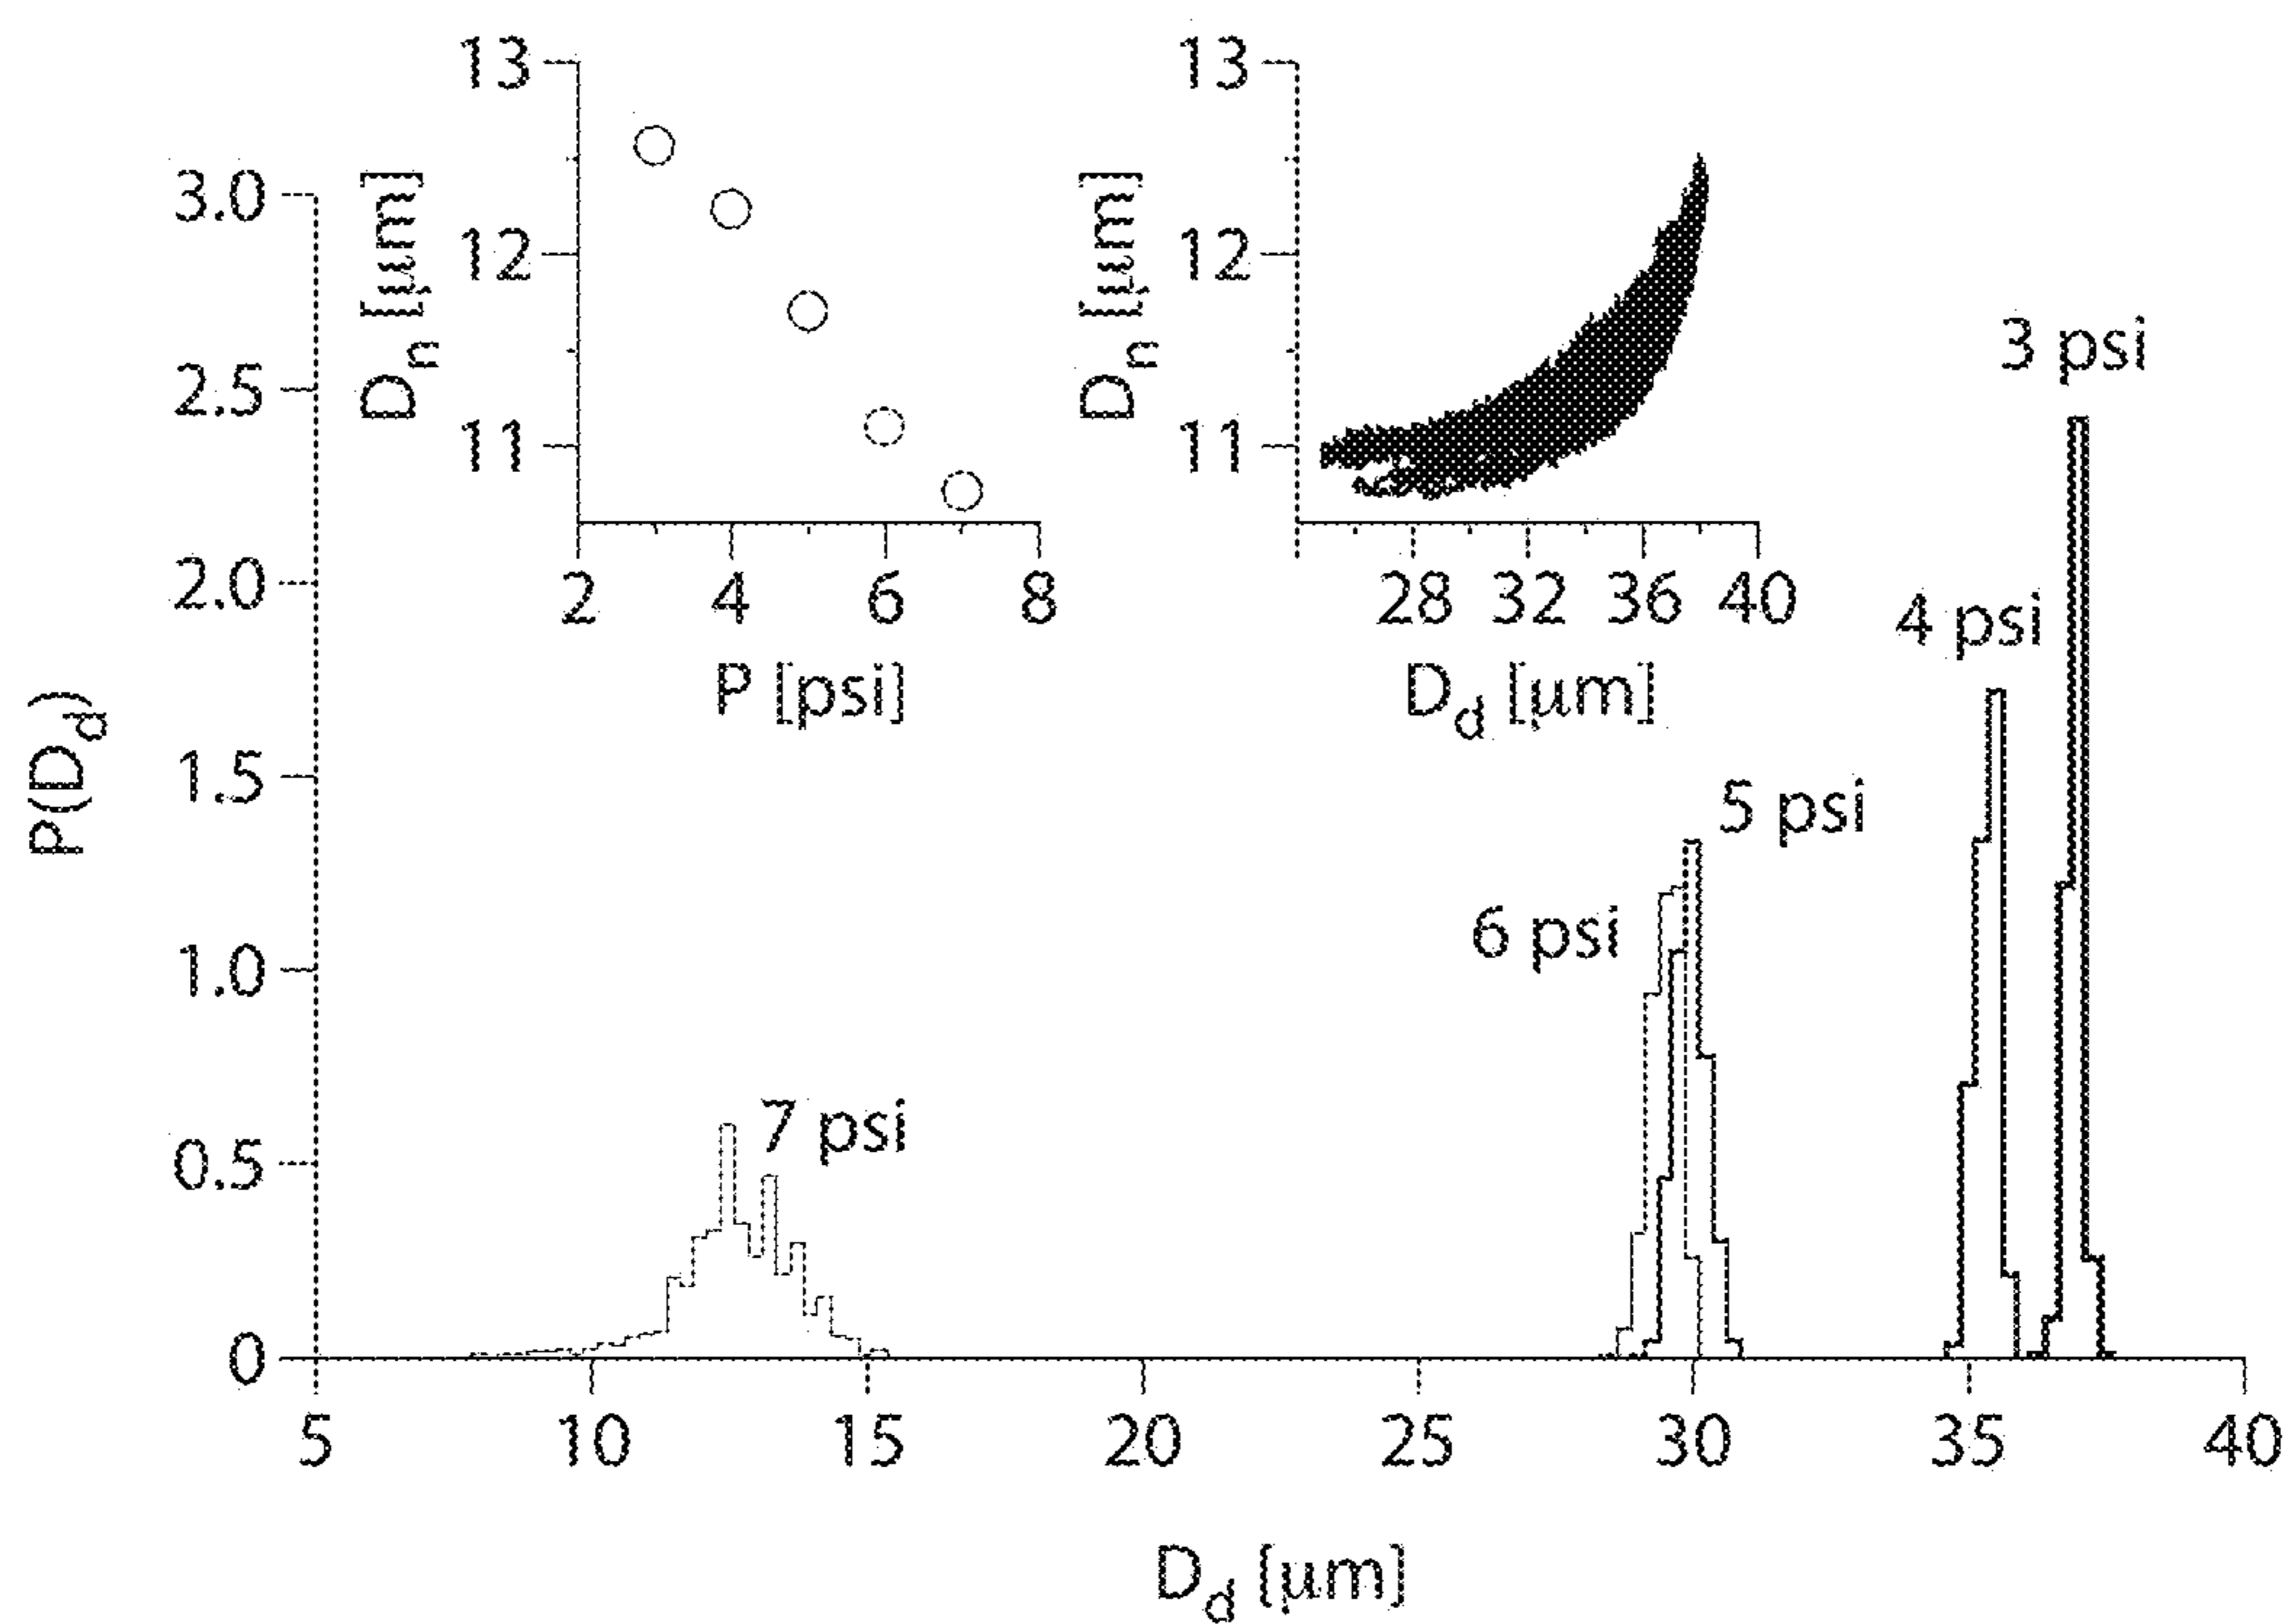 13
12
11
Dn [μm]
2 4 6 8
P [psi]
13
12
11
Dn [μm]
28 32 36 40
Dd [μm]
3.0
2.5
2.0
1.5
1.0
0.5
0
P(Dd)
3 psi
4 psi
5 psi
6 psi
7 psi
5 10 15 20 25 30 35 40
Dd [μm]